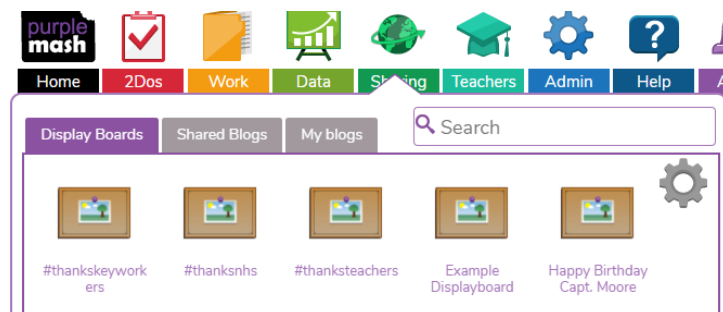 purple
mash
Home 2Dos Work Data Teachers Admin Help
Display Boards Shared Blogs My blogs
Search
#thankskeywork
ers
#thanksnhs
#thanksteachers
Example
Displayboard
Happy Birthday
Capt. Moore